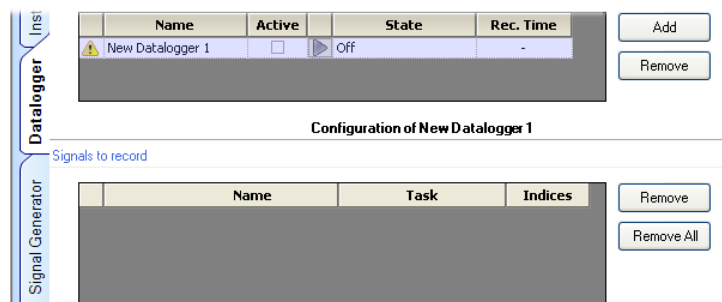 Inst
Name Active State Rec. Time
New Datalogger 1 Off -
Add
Remove
Datalogger
Configuration of New Datalogger 1
Signals to record
Signal Generator
Name Task Indices
Remove
Remove All